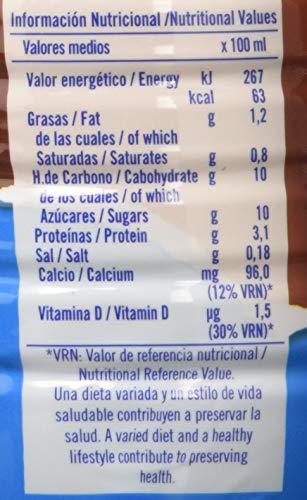 Información Nutricional /Nutritional Values
Valores medios x 100 ml
Valor energético / Energy kJ 267
kcal 63
Grasas / Fat g 1,2
de las cuales / of which
Saturadas / Saturates g 0,8
H.de Carbono / Cabohydrate g 10
de los cuales / of which
Azúcares / Sugars g 10
Proteínas / Protein g 3,1
Sal / Salt g 0,18
Calcio / Calcium mg 96,0
(12% VRN)*
Vitamina D / Vitamin D µg 1,5
(30% VRN)*
*VRN: Valor de referencia nutricional /
Nutritional Reference Value.
Una dieta variada y un estilo de vida
saludable contribuyen a preservar la
salud. A varied diet and a healthy
lifestyle contribute to preserving
health.